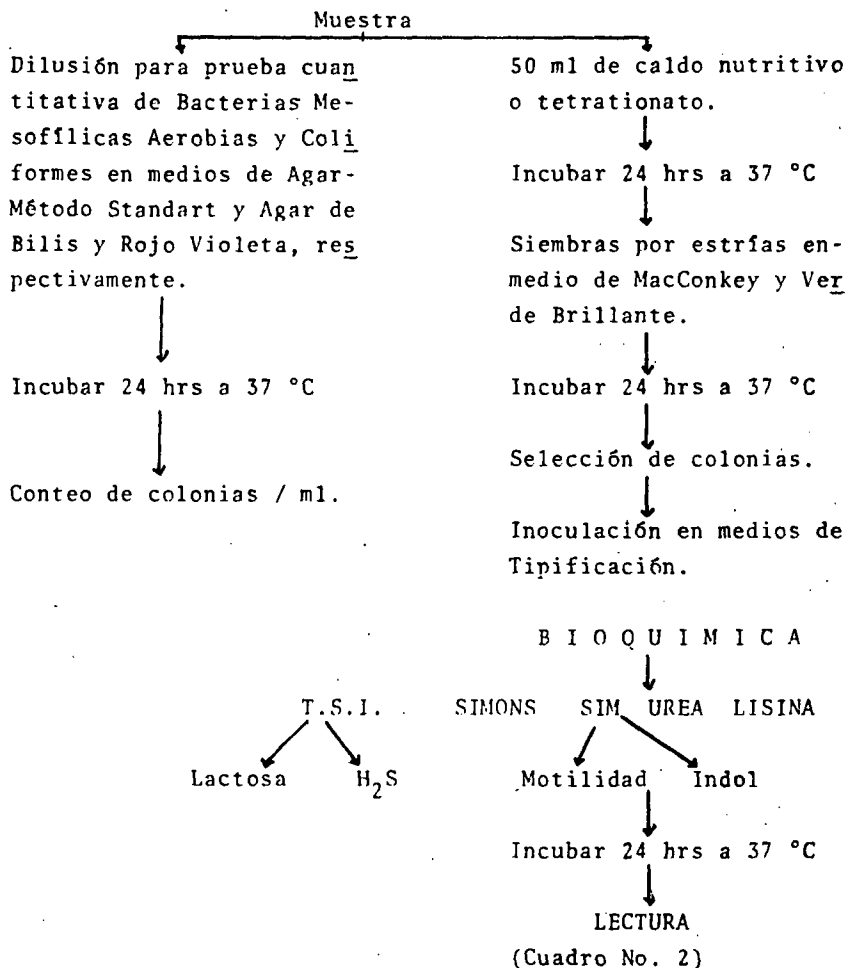 Muestra
Dilusión para prueba cuan
titativa de Bacterias Me-
sofílicas Aerobias y Coli
formes en medios de Agar-
Método Standart y Agar de
Bilis y Rojo Violeta, res
pectivamente.
Incubar 24 hrs a 37 °C
Conteo de colonias / ml.
50 ml de caldo nutritivo
o tetrationato.
Incubar 24 hrs a 37 °C
Siembras por estrías en-
medio de MacConkey y Ver
de Brillante.
Incubar 24 hrs a 37 °C
Selección de colonias.
Inoculación en medios de
Tipificación.
B I O Q U I M I C A
T.S.I. SIMONS SIM UREA LISINA
Lactosa H₂S Motilidad Indol
Incubar 24 hrs a 37 °C
LECTURA
(Cuadro No. 2)